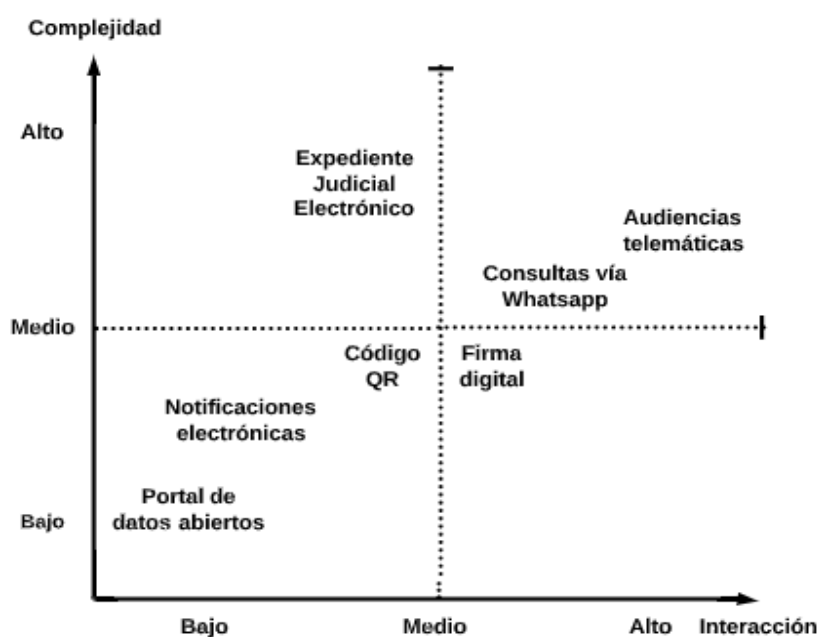 Complejidad
Alto
Expediente
Judicial
Electrónico
Audiencias
telemáticas
Consultas vía
Whatsapp
Medio
Código
QR
Firma
digital
Notificaciones
electrónicas
Portal de
datos abiertos
Bajo
Bajo
Medio
Alto
Interacción